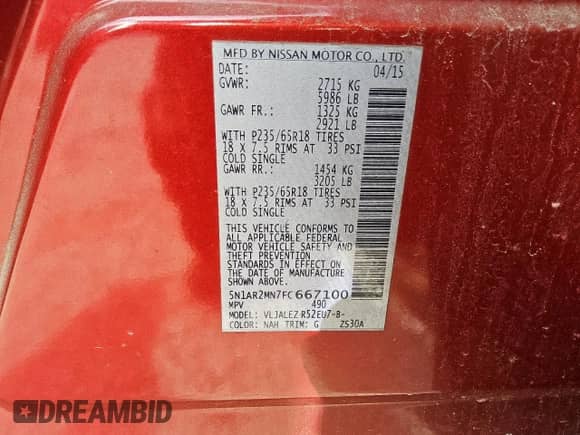 MFD BY NISSAN MOTOR CO., LTD.
DATE: 04/15
GVWR: 2715 KG
5986 LB
GAWR FR.: 1325 KG
2921 LB
WITH P235/65R18 TIRES
18 X 7.5 RIMS AT 33 PSI
COLD SINGLE
GAWR RR.: 1454 KG
3205 LB
WITH P235/65R18 TIRES
18 X 7.5 RIMS AT 33 PSI
COLD SINGLE
THIS VEHICLE CONFORMS TO
ALL APPLICABLE FEDERAL
MOTOR VEHICLE SAFETY AND
THEFT PREVENTION
STANDARDS IN EFFECT ON
THE DATE OF MANUFACTURE
SHOWN ABOVE.
5N1AR2MN7FC667100
MPV 490
MODEL: VLJALEZ R52EU7-B-
COLOR: NAH TRIM: G ZS30A
DREAMBID